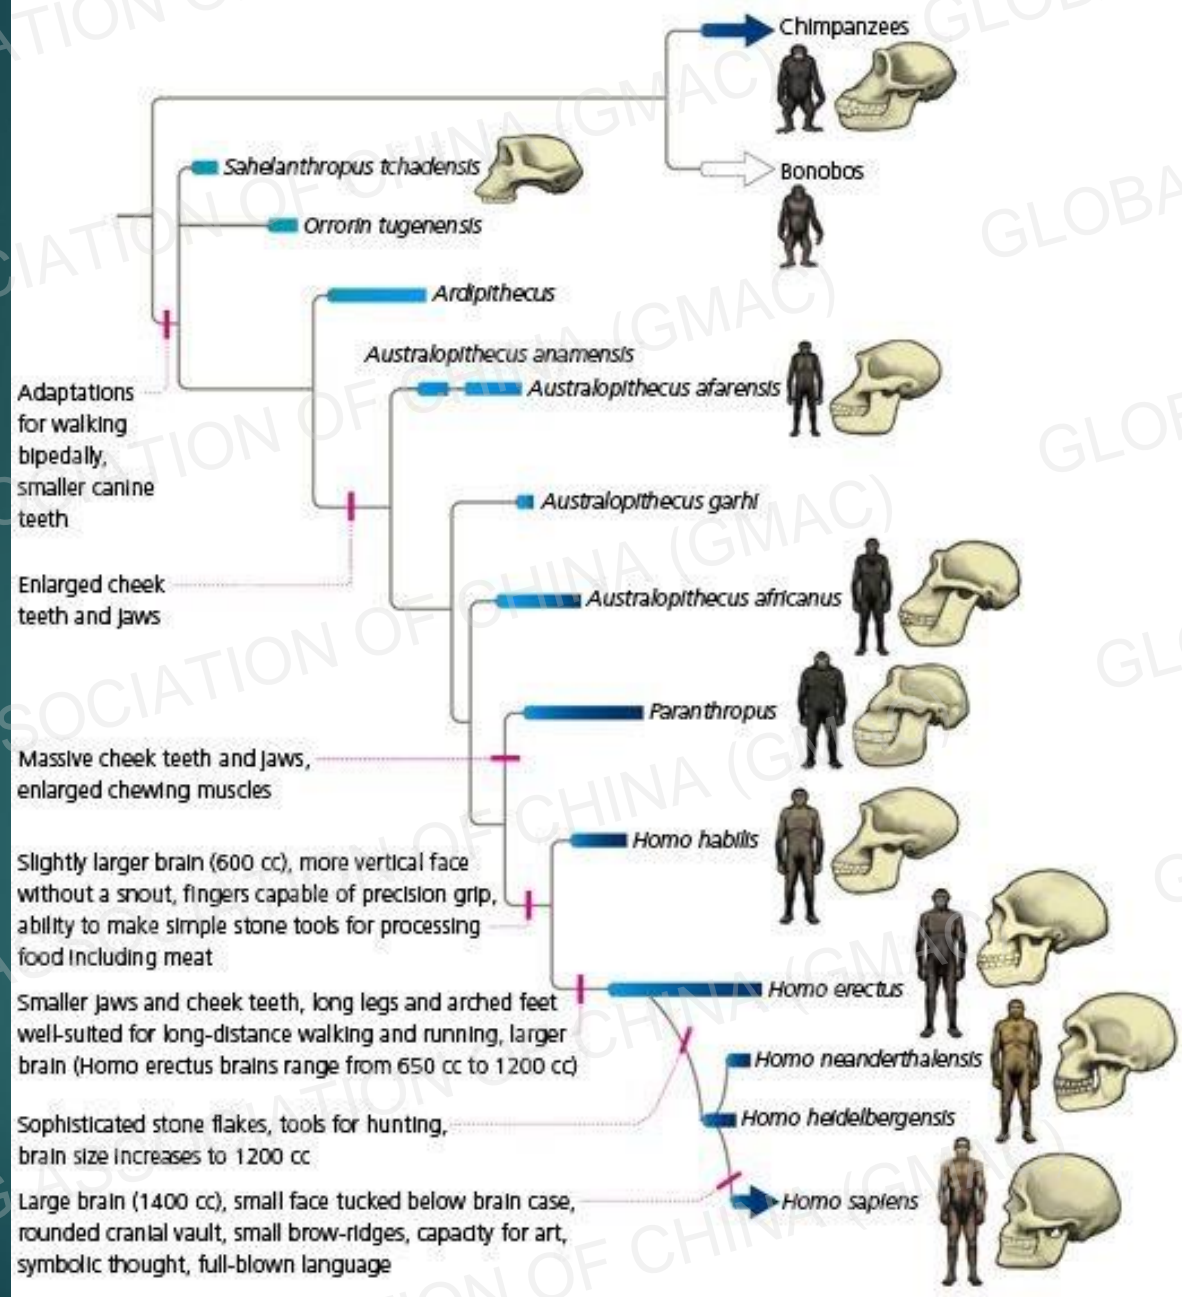 Chimpanzees
Sahelanthropus tchadensis
Bonobos
Orrorin tugenensis
Ardipithecus
Australopithecus anamensis
Australopithecus afarensis
Adaptations
for walking
bipedally,
smaller canine
teeth
Australopithecus garhi
Enlarged cheek
teeth and jaws
Australopithecus africanus
Paranthropus
Massive cheek teeth and jaws,
enlarged chewing muscles
Homo habilis
Slightly larger brain (600 cc), more vertical face
without a snout, fingers capable of precision grip,
ability to make simple stone tools for processing
food including meat
Homo erectus
Smaller jaws and cheek teeth, long legs and arched feet
well-suited for long-distance walking and running, larger
brain (Homo erectus brains range from 650 cc to 1200 cc)
Homo neanderthalensis
Homo heidelbergensis
Sophisticated stone flakes, tools for hunting,
brain size increases to 1200 cc
Homo sapiens
Large brain (1400 cc), small face tucked below brain case,
rounded cranial vault, small brow-ridges, capacity for art,
symbolic thought, full-blown language
ASSOCIATION OF CHINA (GMAC)